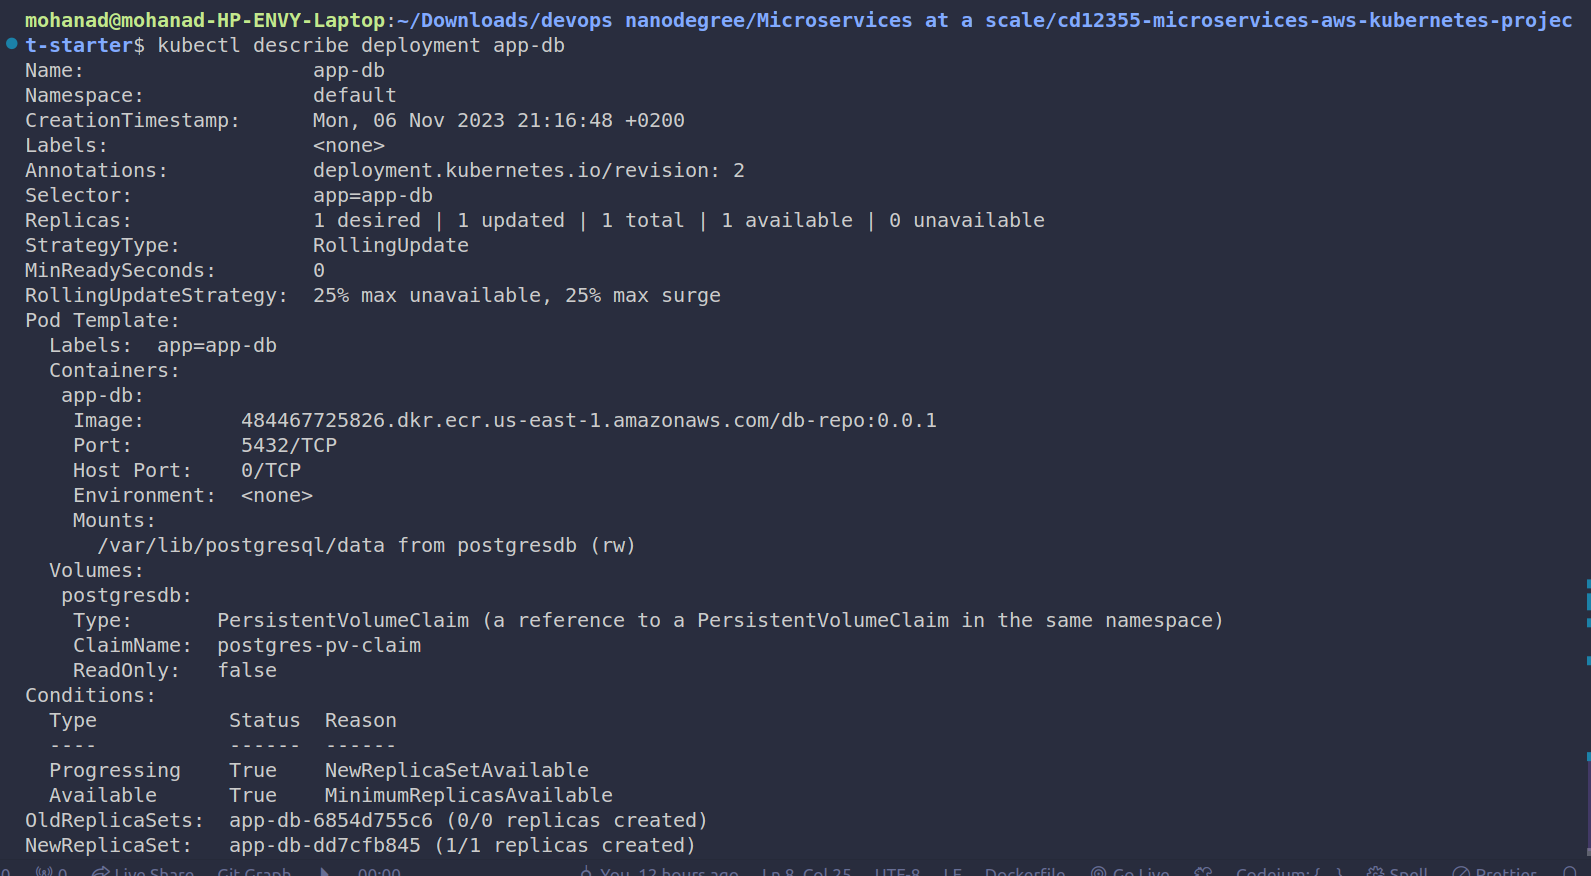 mohanad@mohanad-HP-ENVY-Laptop:~/Downloads/devops nanodegree/Microservices at a scale/cd12355-microservices-aws-kubernetes-projec
t-starter$ kubectl describe deployment app-db
Name:                   app-db
Namespace:              default
CreationTimestamp:      Mon, 06 Nov 2023 21:16:48 +0200
Labels:                 <none>
Annotations:            deployment.kubernetes.io/revision: 2
Selector:               app=app-db
Replicas:               1 desired | 1 updated | 1 total | 1 available | 0 unavailable
StrategyType:           RollingUpdate
MinReadySeconds:        0
RollingUpdateStrategy:  25% max unavailable, 25% max surge
Pod Template:
  Labels:  app=app-db
  Containers:
   app-db:
    Image:        484467725826.dkr.ecr.us-east-1.amazonaws.com/db-repo:0.0.1
    Port:         5432/TCP
    Host Port:    0/TCP
    Environment:  <none>
    Mounts:
      /var/lib/postgresql/data from postgresdb (rw)
  Volumes:
   postgresdb:
    Type:       PersistentVolumeClaim (a reference to a PersistentVolumeClaim in the same namespace)
    ClaimName:  postgres-pv-claim
    ReadOnly:   false
Conditions:
  Type           Status  Reason
  ----           ------  ------
  Progressing    True    NewReplicaSetAvailable
  Available      True    MinimumReplicasAvailable
OldReplicaSets:  app-db-6854d755c6 (0/0 replicas created)
NewReplicaSet:   app-db-dd7cfb845 (1/1 replicas created)
0 0 Live Share Git Graph 00:00 You, 12 hours ago Ln 8, Col 25 UTF-8 LF Dockerfile Go Live Codeium: {...} Spell Prettier